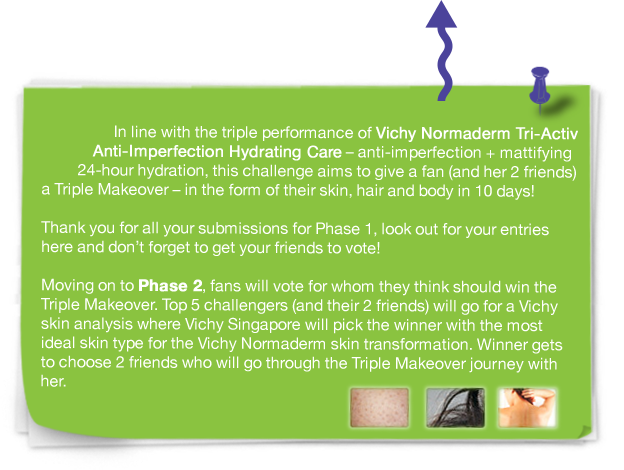 In line with the triple performance of Vichy Normaderm Tri-Activ
Anti-Imperfection Hydrating Care – anti-imperfection + mattifying
24-hour hydration, this challenge aims to give a fan (and her 2 friends)
a Triple Makeover – in the form of their skin, hair and body in 10 days!
Thank you for all your submissions for Phase 1, look out for your entries
here and don't forget to get your friends to vote!
Moving on to Phase 2, fans will vote for whom they think should win the
Triple Makeover. Top 5 challengers (and their 2 friends) will go for a Vichy
skin analysis where Vichy Singapore will pick the winner with the most
ideal skin type for the Vichy Normaderm skin transformation. Winner gets
to choose 2 friends who will go through the Triple Makeover journey with
her.